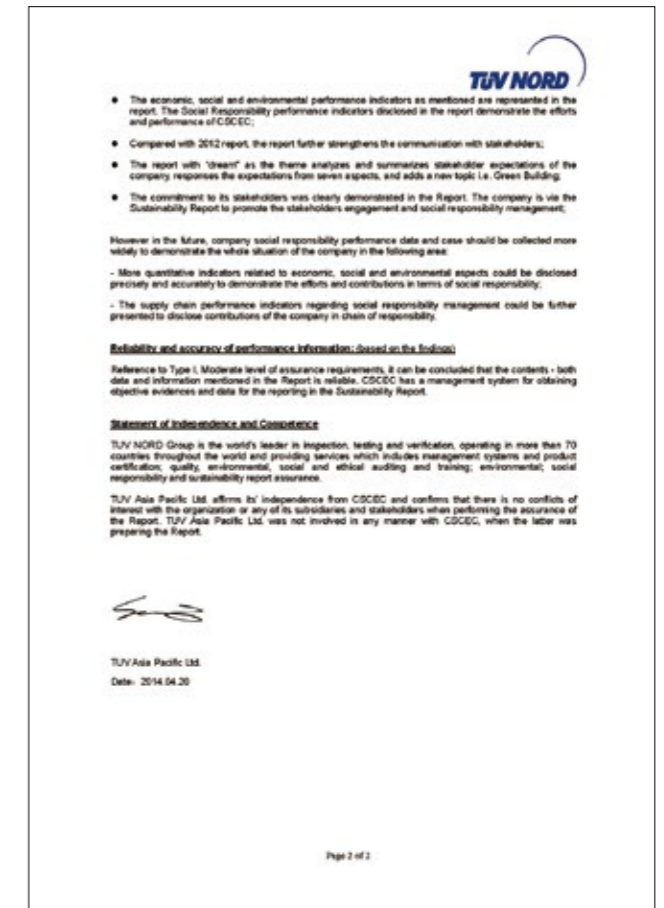 TÜV NORD
● The economic, social and environmental performance indicators as mentioned are represented in the
report. The Social Responsibility performance indicators disclosed in the report demonstrate the efforts
and performance of CSCEC;
● Compared with 2012 report, the report further strengthens the communication with stakeholders;
● The report with "dream" as the theme analyzes and summarizes stakeholder expectations of the
company, responses the expectations from seven aspects, and adds a new topic i.e. Green Building;
● The commitment to its stakeholders was clearly demonstrated in the Report. The company is via the
Sustainability Report to promote the stakeholders engagement and social responsibility management;
However in the future, company social responsibility performance data and case should be collected more
widely to demonstrate the whole situation of the company in the following area:
- More quantitative indicators related to economic, social and environmental aspects could be disclosed
precisely and accurately to demonstrate the efforts and contributions in terms of social responsibility;
- The supply chain performance indicators regarding social responsibility management could be further
presented to disclose contributions of the company in chain of responsibility.
Reliability and accuracy of performance information: (based on the findings)
Reference to Type I, Moderate level of assurance requirements, it can be concluded that the contents - both
data and information mentioned in the Report is reliable. CSCEC has a management system for obtaining
objective evidences and data for the reporting in the Sustainability Report.
Statement of Independence and Competence
TUV NORD Group is the world's leader in inspection, testing and verification, operating in more than 70
countries throughout the world and providing services which includes management systems and product
certification; quality, environmental, social and ethical auditing and training; environmental; social
responsibility and sustainability report assurance.
TUV Asia Pacific Ltd. affirms its' independence from CSCEC and confirms that there is no conflicts of
interest with the organization or any of its subsidiaries and stakeholders when performing the assurance of
the Report. TUV Asia Pacific Ltd. was not involved in any manner with CSCEC, when the latter was
preparing the Report.
TUV Asia Pacific Ltd.
Date: 2014.04.20
Page 2 of 2